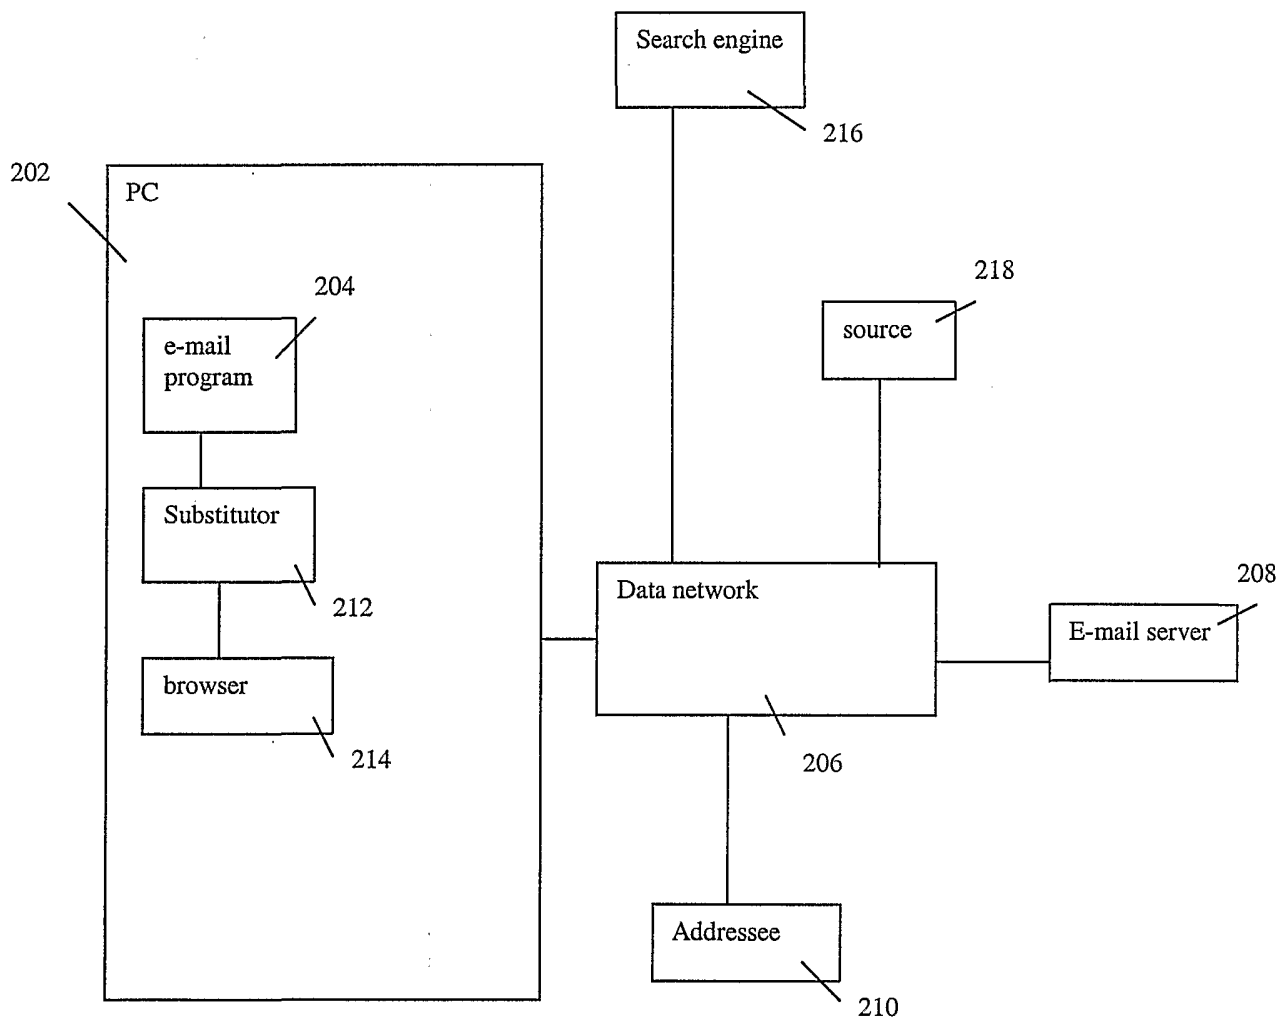 Search engine
216
202
PC
218
204
source
e-mail
program
Substitutor
212
Data network
208
E-mail server
browser
214
206
Addressee
210